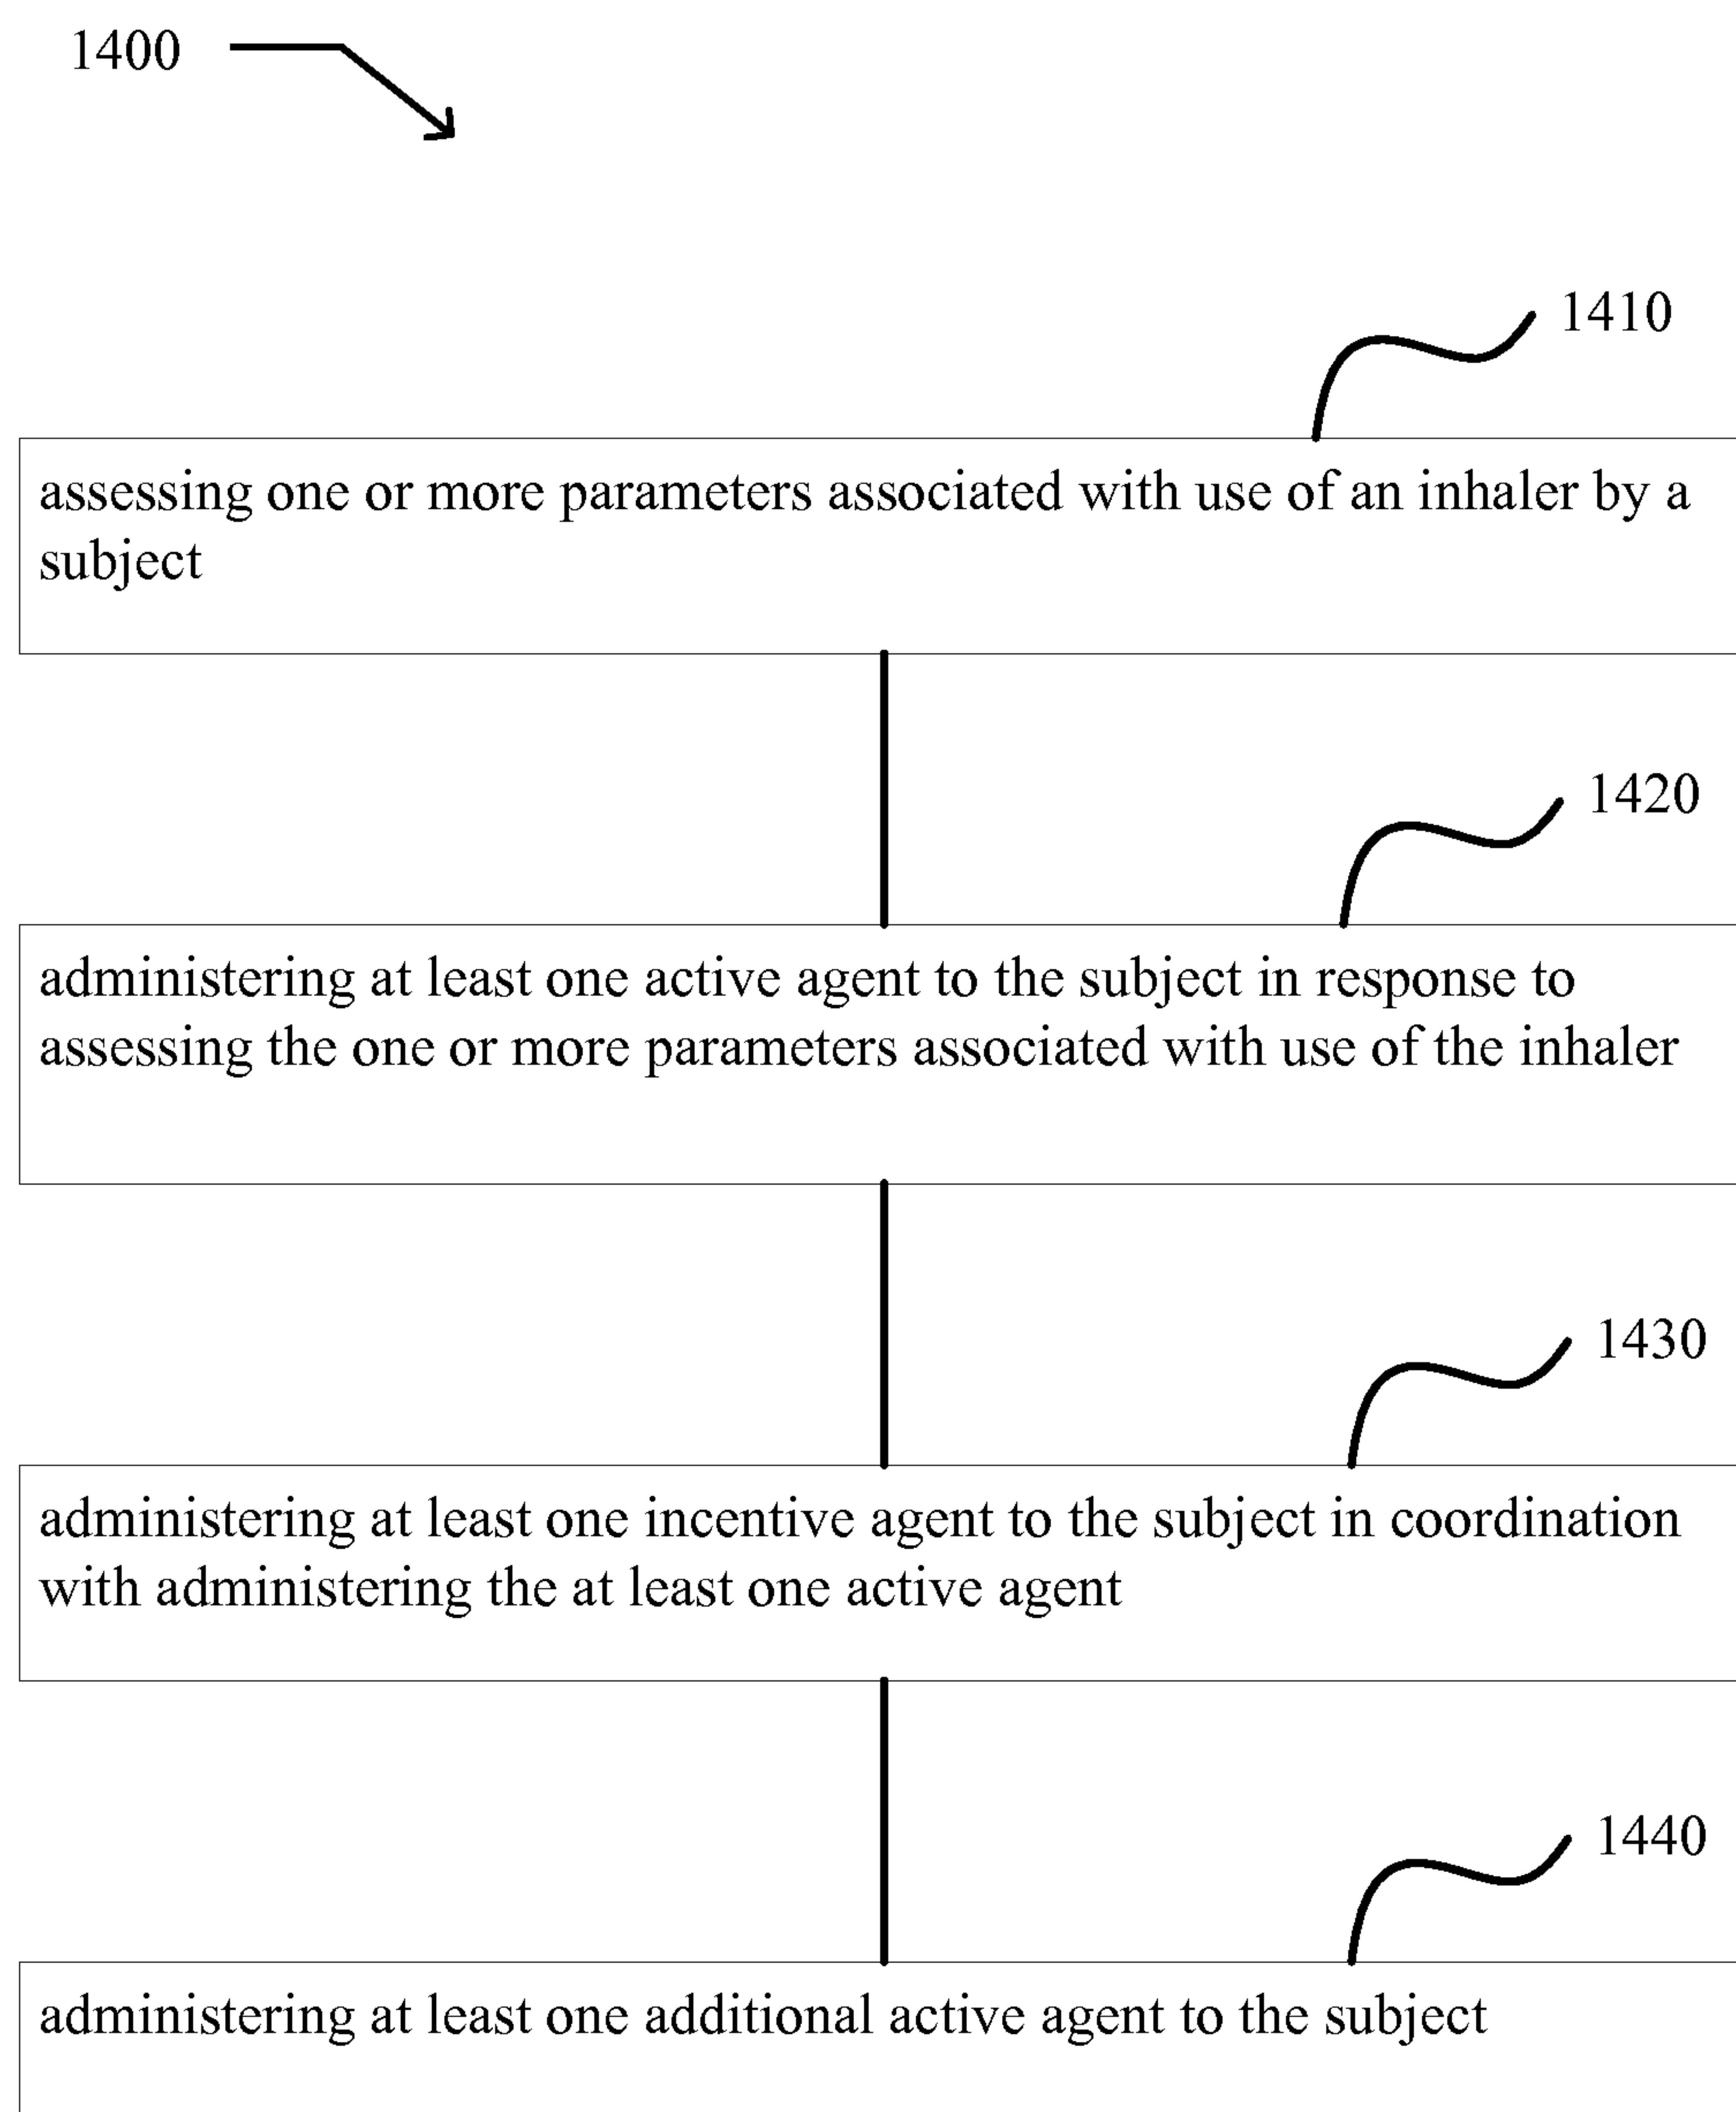 1400
1410
assessing one or more parameters associated with use of an inhaler by a
subject
1420
administering at least one active agent to the subject in response to
assessing the one or more parameters associated with use of the inhaler
1430
administering at least one incentive agent to the subject in coordination
with administering the at least one active agent
1440
administering at least one additional active agent to the subject